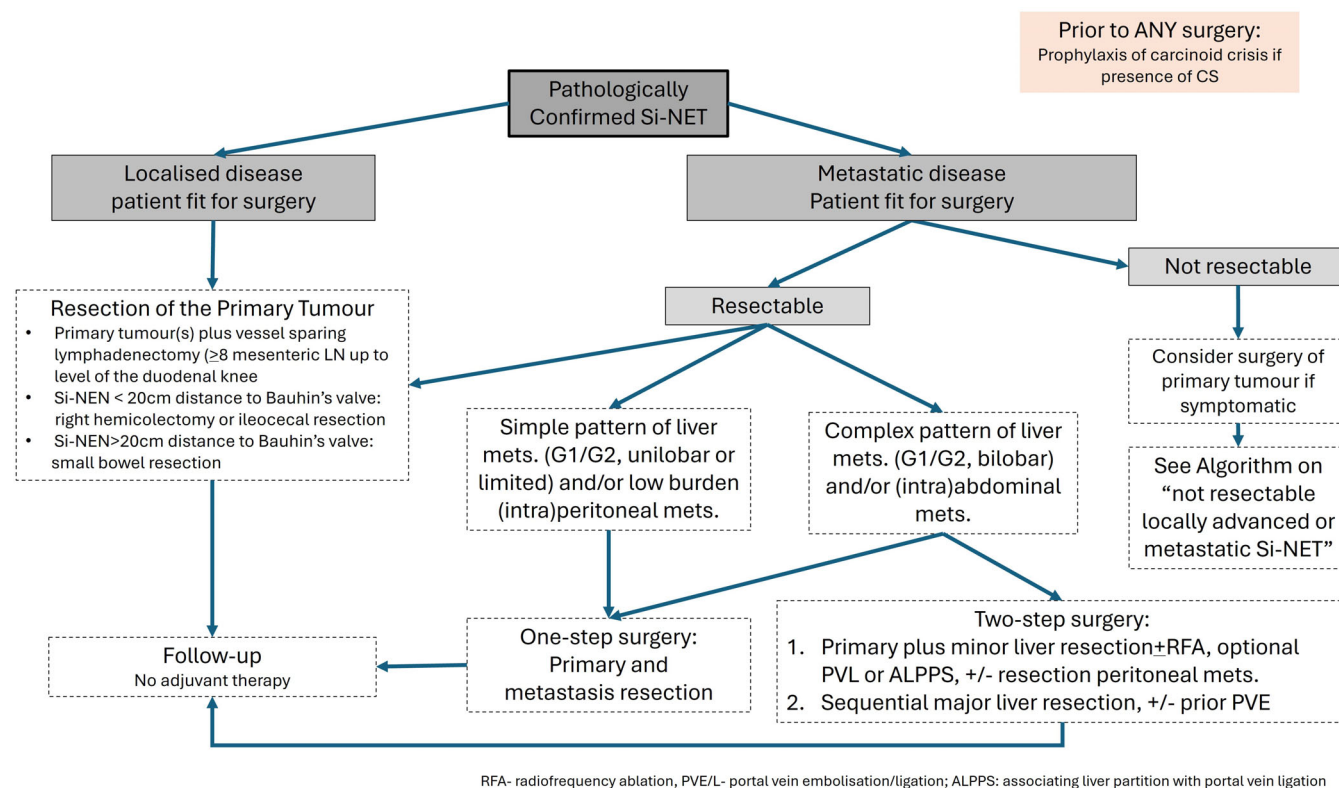 Prior to ANY surgery:
Prophylaxis of carcinoid crisis if
presence of CS
Pathologically
Confirmed Si-NET
Localised disease
patient fit for surgery
Metastatic disease
Patient fit for surgery
Not resectable
Resectable
Resection of the Primary Tumour
• Primary tumour(s) plus vessel sparing
lymphadenectomy (≥8 mesenteric LN up to
level of the duodenal knee
• Si-NEN < 20cm distance to Bauhin’s valve:
right hemicolectomy or ileocecal resection
• Si-NEN>20cm distance to Bauhin’s valve:
small bowel resection
Simple pattern of liver
mets. (G1/G2, unilobar or
limited) and/or low burden
(intra)peritoneal mets.
Complex pattern of liver
mets. (G1/G2, bilobar)
and/or (intra)abdominal
mets.
Consider surgery of
primary tumour if
symptomatic
See Algorithm on
“not resectable
locally advanced or
metastatic Si-NET”
Follow-up
No adjuvant therapy
One-step surgery:
Primary and
metastasis resection
Two-step surgery:
1. Primary plus minor liver resection±RFA, optional
PVL or ALPPS, +/- resection peritoneal mets.
2. Sequential major liver resection, +/- prior PVE
RFA- radiofrequency ablation, PVE/L- portal vein embolisation/ligation; ALPPS: associating liver partition with portal vein ligation